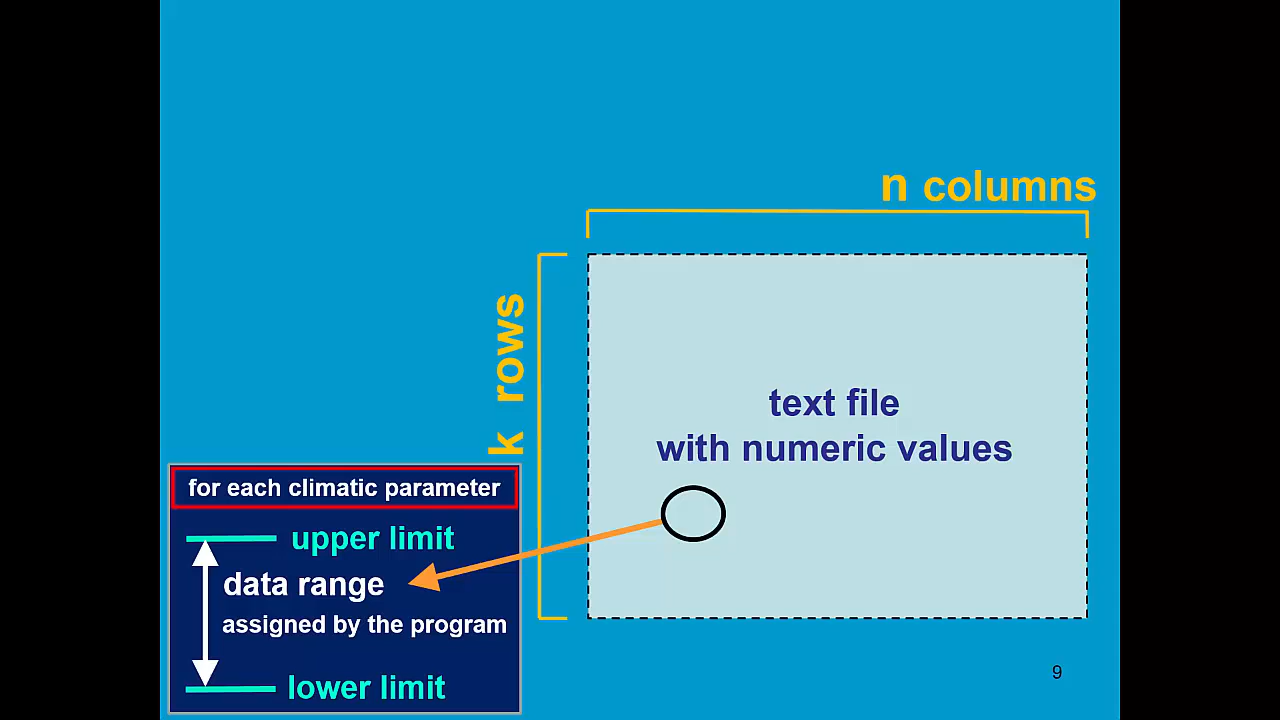 n columns
k rows
text file
with numeric values
for each climatic parameter
upper limit
data range
assigned by the program
lower limit
9